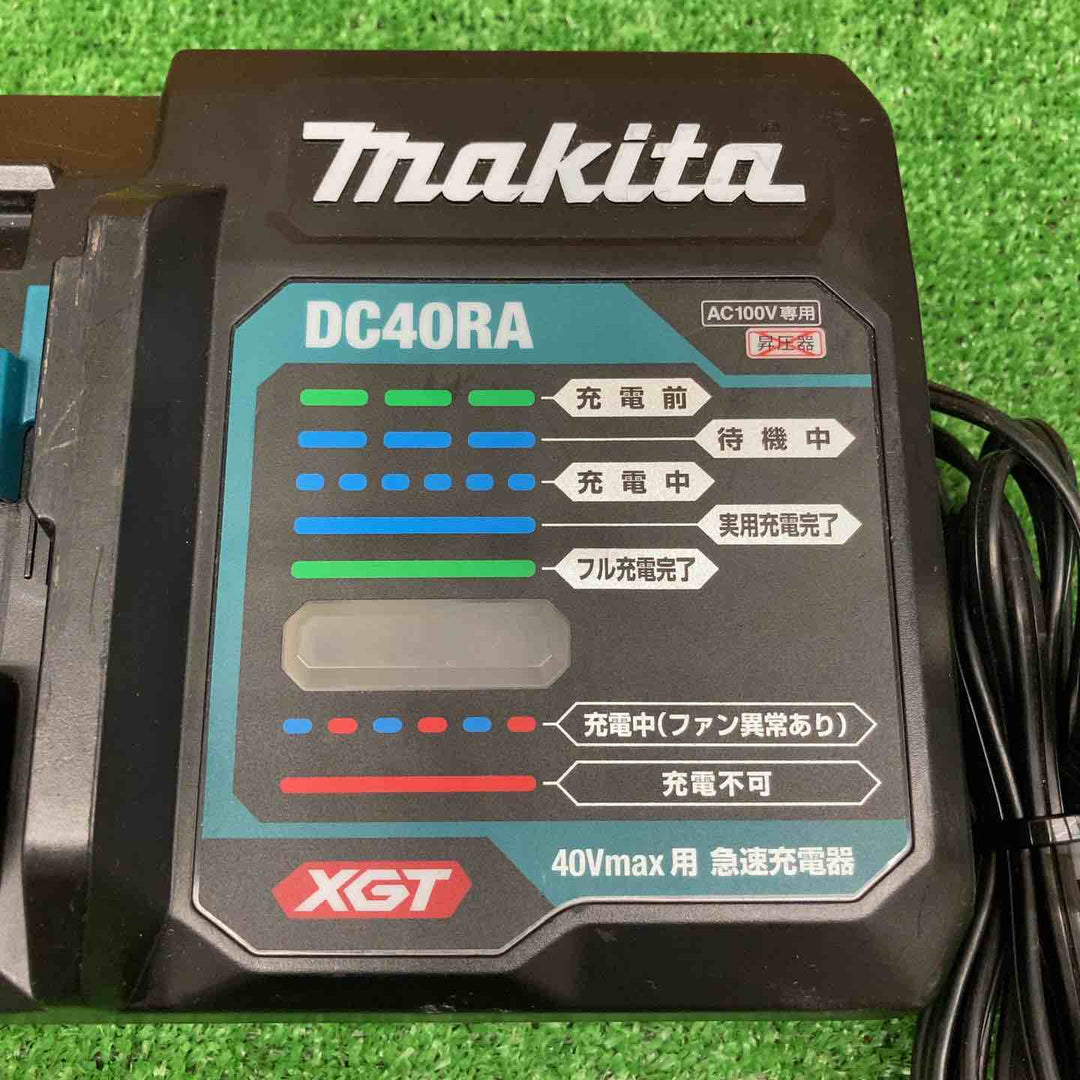 makita
DC40RA
AC100V専用
昇圧器
充電前
待機中
充電中
実用充電完了
フル充電完了
充電中(ファン異常あり)
充電不可
XGT
40Vmax用 急速充電器